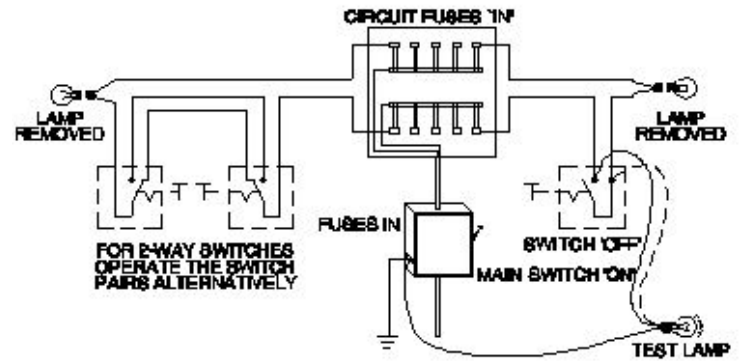 CIRCUIT FUSES "IN"
LAMP
REMOVED
LAMP
REMOVED
FUSES IN
SWITCH "OFF"
FOR 2-WAY SWITCHES
OPERATE THE SWITCH
PAIRS ALTERNATIVELY
MAIN SWITCH "ON"
TEST LAMP